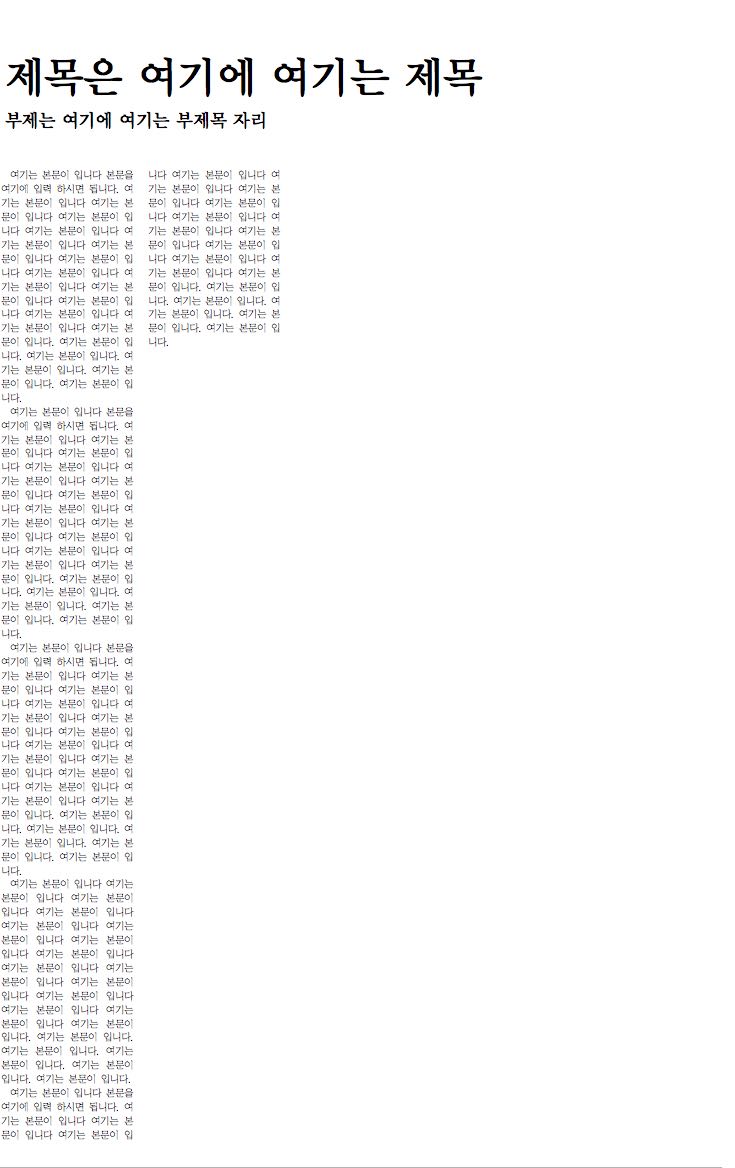 제목은 여기에 여기는 제목
부제는 여기에 여기는 부제목 자리
여기는 본문이 입니다 본문을
여기에 입력 하시면 됩니다. 여
기는 본문이 입니다 여기는 본
문이 입니다 여기는 본문이 입
니다 여기는 본문이 입니다 여
기는 본문이 입니다 여기는 본
문이 입니다 여기는 본문이 입
니다 여기는 본문이 입니다 여
기는 본문이 입니다 여기는 본
문이 입니다 여기는 본문이 입
니다 여기는 본문이 입니다 여
기는 본문이 입니다 여기는 본
문이 입니다. 여기는 본문이 입
니다. 여기는 본문이 입니다. 여
기는 본문이 입니다. 여기는 본
문이 입니다. 여기는 본문이 입
니다.
여기는 본문이 입니다 본문을
여기에 입력 하시면 됩니다. 여
기는 본문이 입니다 여기는 본
문이 입니다 여기는 본문이 입
니다 여기는 본문이 입니다 여
기는 본문이 입니다 여기는 본
문이 입니다 여기는 본문이 입
니다 여기는 본문이 입니다 여
기는 본문이 입니다 여기는 본
문이 입니다 여기는 본문이 입
니다 여기는 본문이 입니다 여
기는 본문이 입니다 여기는 본
문이 입니다. 여기는 본문이 입
니다. 여기는 본문이 입니다. 여
기는 본문이 입니다. 여기는 본
문이 입니다. 여기는 본문이 입
니다.
여기는 본문이 입니다 본문을
여기에 입력 하시면 됩니다. 여
기는 본문이 입니다 여기는 본
문이 입니다 여기는 본문이 입
니다 여기는 본문이 입니다 여
기는 본문이 입니다 여기는 본
문이 입니다 여기는 본문이 입
니다 여기는 본문이 입니다 여
기는 본문이 입니다 여기는 본
문이 입니다 여기는 본문이 입
니다 여기는 본문이 입니다 여
기는 본문이 입니다 여기는 본
문이 입니다. 여기는 본문이 입
니다. 여기는 본문이 입니다. 여
기는 본문이 입니다. 여기는 본
문이 입니다. 여기는 본문이 입
니다.
여기는 본문이 입니다 여기는
본문이 입니다 여기는 본문이
입니다 여기는 본문이 입니다
여기는 본문이 입니다 여기는
본문이 입니다 여기는 본문이
입니다 여기는 본문이 입니다
여기는 본문이 입니다 여기는
본문이 입니다 여기는 본문이
입니다 여기는 본문이 입니다
여기는 본문이 입니다 여기는
본문이 입니다 여기는 본문이
입니다. 여기는 본문이 입니다.
여기는 본문이 입니다. 여기는
본문이 입니다. 여기는 본문이
입니다. 여기는 본문이 입니다.
여기는 본문이 입니다 본문을
여기에 입력 하시면 됩니다. 여
기는 본문이 입니다 여기는 본
문이 입니다 여기는 본문이 입
니다 여기는 본문이 입니다 여
기는 본문이 입니다 여기는 본
문이 입니다 여기는 본문이 입
니다 여기는 본문이 입니다 여
기는 본문이 입니다 여기는 본
문이 입니다 여기는 본문이 입
니다 여기는 본문이 입니다 여
기는 본문이 입니다 여기는 본
문이 입니다. 여기는 본문이 입
니다. 여기는 본문이 입니다. 여
기는 본문이 입니다. 여기는 본
문이 입니다. 여기는 본문이 입
니다.